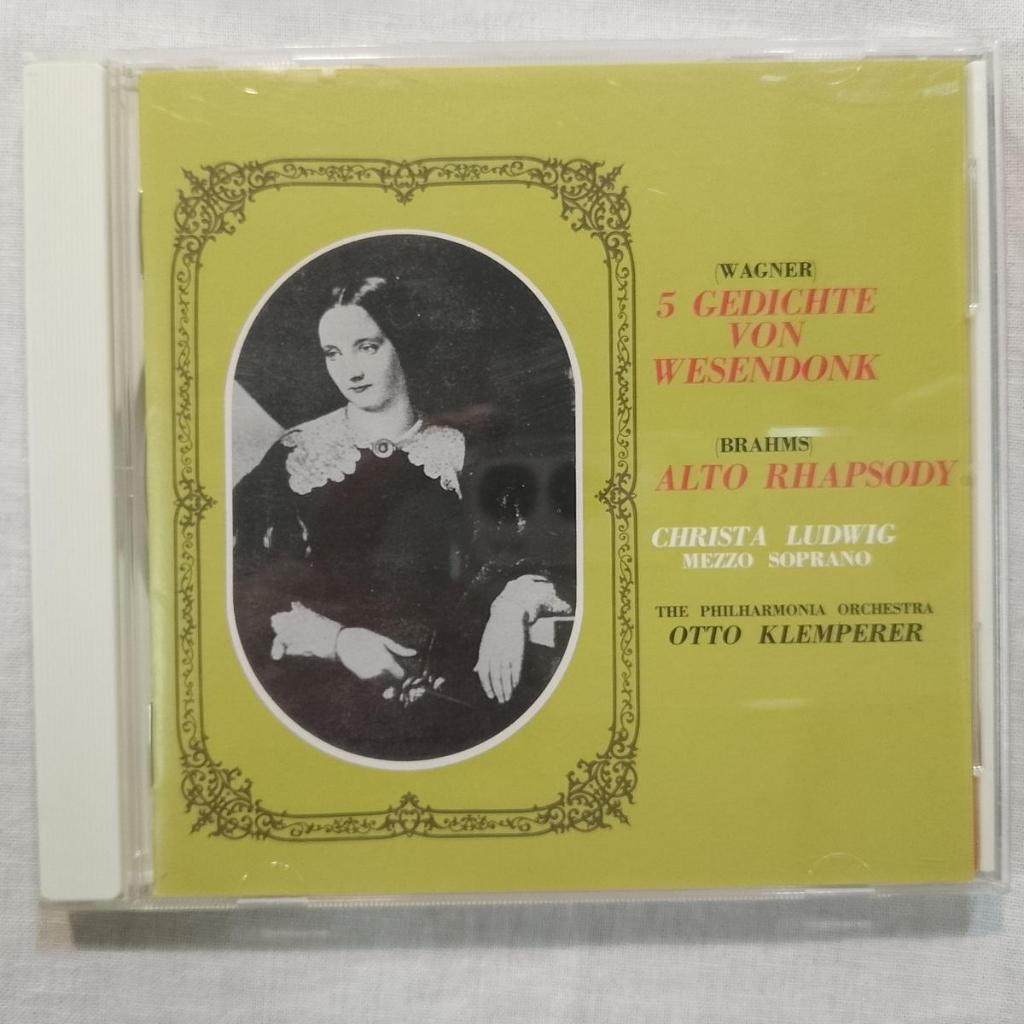 (WAGNER)
5 GEDICHTE
VON
WESENDONK
(BRAHMS)
ALTO RHAPSODY
CHRISTA LUDWIG
MEZZO SOPRANO
THE PHILHARMONIA ORCHESTRA
OTTO KLEMPERER